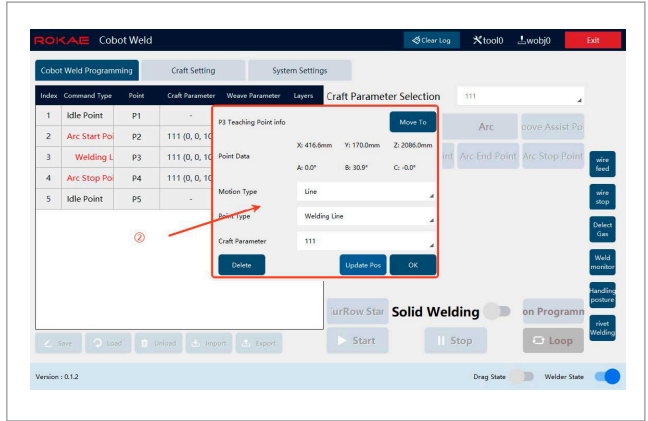 ROKAE Cobot Weld Clear Log tool0 wobj0 Exit
Cobot Weld Programming Craft Setting System Settings
Index Command Type Point Craft Parameter Weave Parameter Layers Craft Parameter Selection 111
1 Idle Point P1 -
2 Arc Start Poi P2 111 (0, 0, 10
3 Welding L P3 111 (0, 0, 10
4 Arc Stop Poi P4 111 (0, 0, 10
5 Idle Point P5 -
P3 Teaching Point info Move To
X: 416.6mm Y: 170.0mm Z: 2086.0mm
Point Data
A: 0.0° B: 30.9° C: -0.0°
Motion Type Line
Point Type Welding Line
Craft Parameter 111
Delete Update Pos OK
②
Arc oove Assist Po
int Arc End Point Arc Stop Point
wire feed
wire stop
Delect Gas
Weld monitor
Handling posture
rivet Welding
urRow Star Solid Welding on Programm
Save Load Unload Import Export Start Stop Loop
Version : 0.1.2 Drag State Welder State